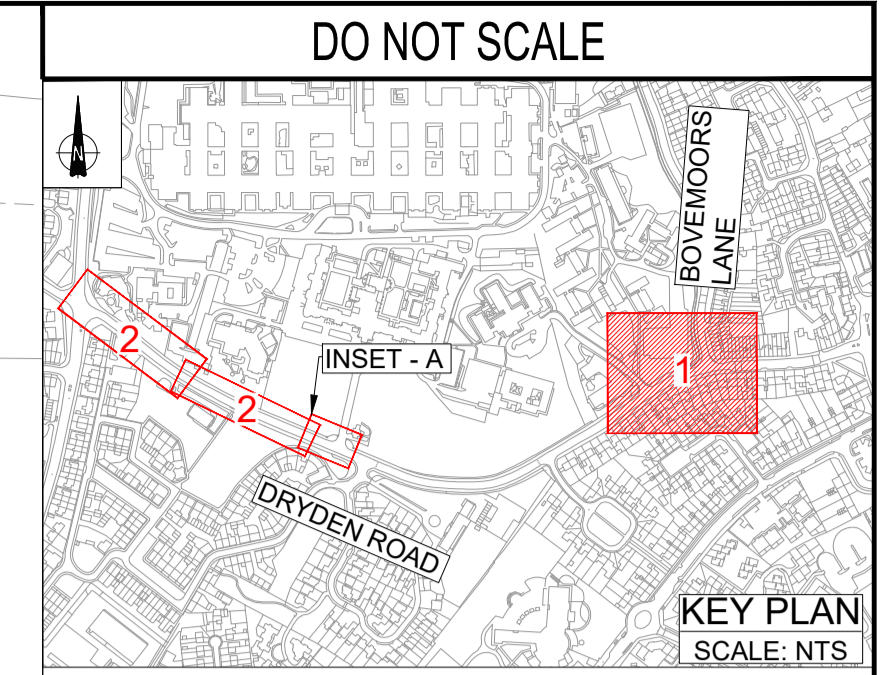 DO NOT SCALE
N
BOVEMOORS
LANE
INSET - A
2
2
1
DRYDEN ROAD
KEY PLAN
SCALE: NTS